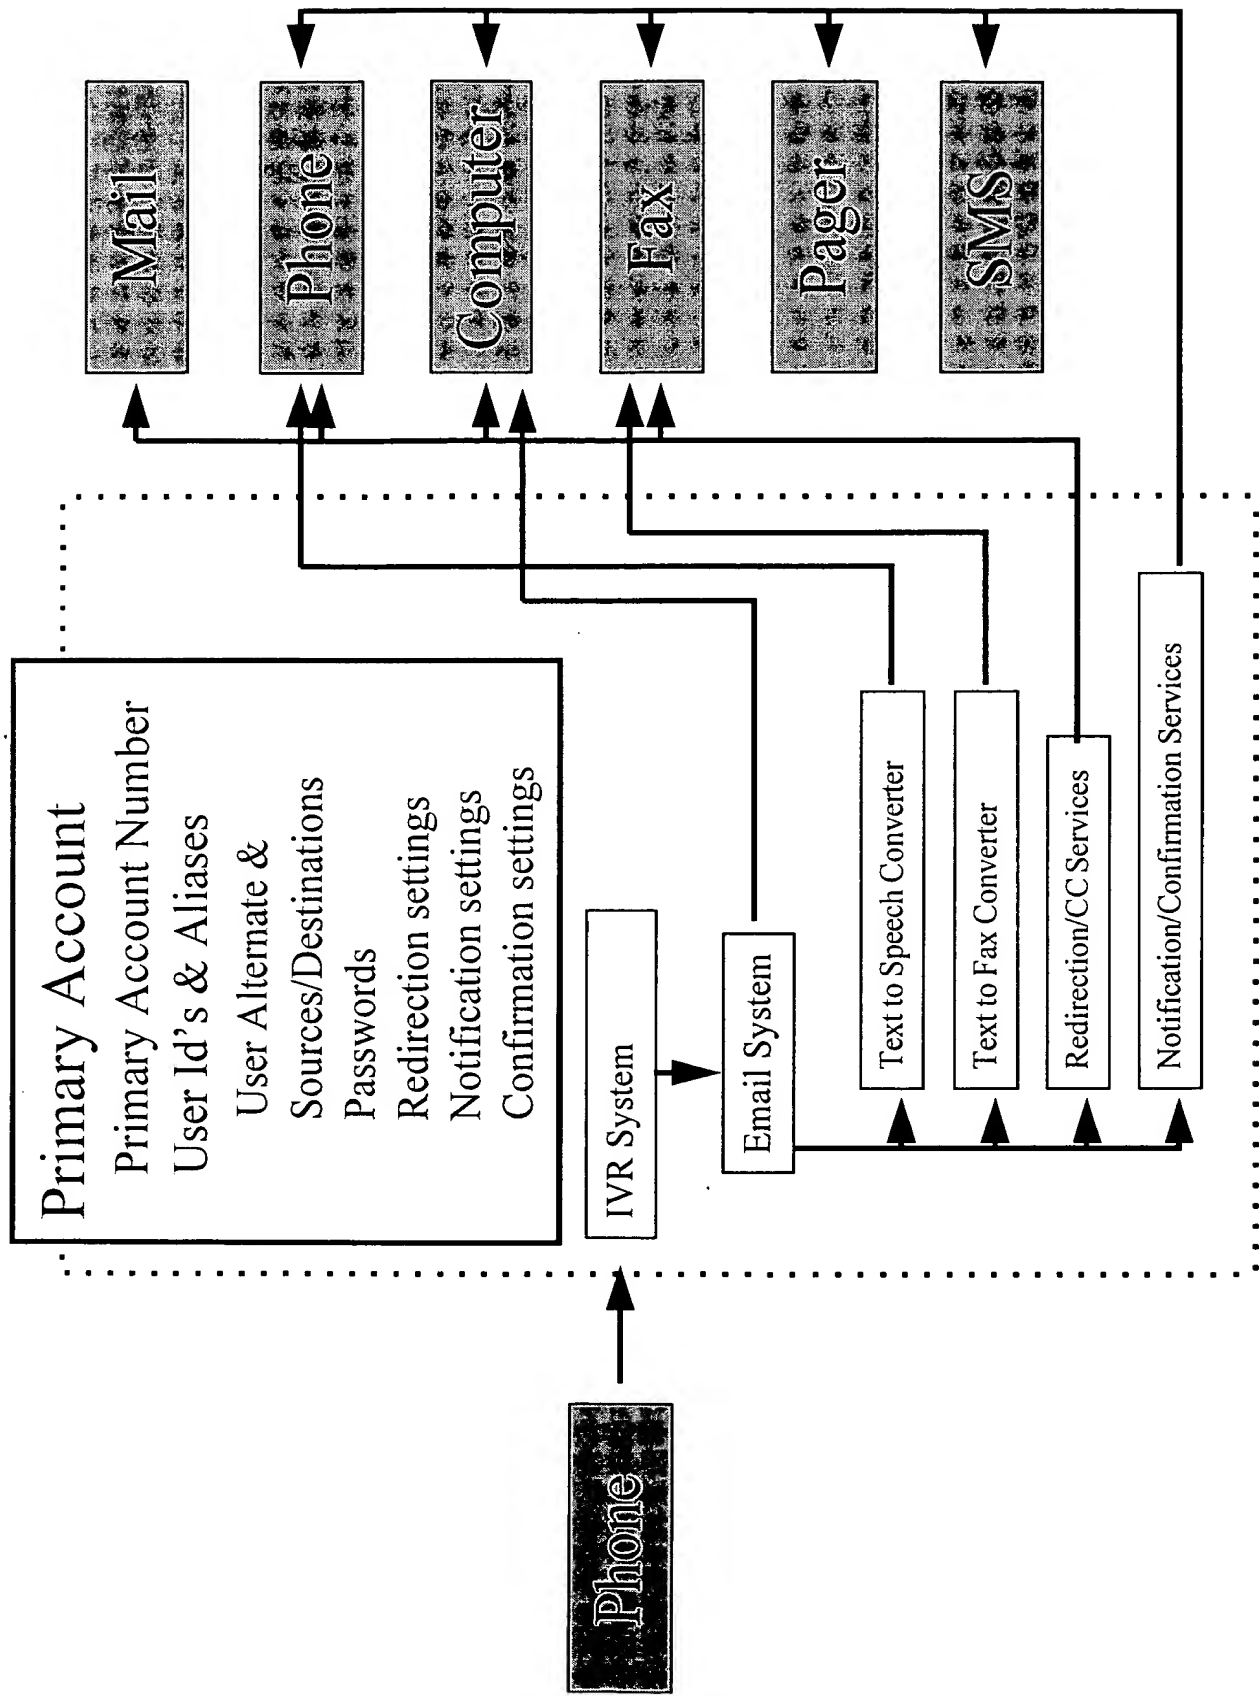 Primary Account
Primary Account Number
User Id's & Aliases
User Alternate &
Sources/Destinations
Passwords
Redirection settings
Notification settings
Confirmation settings
Phone
IVR System
Email System
Text to Speech Converter
Text to Fax Converter
Redirection/CC Services
Notification/Confirmation Services
Mail
Phone
Computer
Fax
Pager
SMS